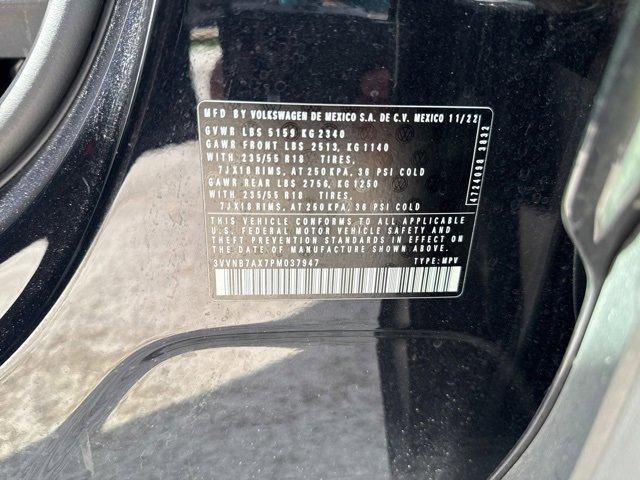 MFD BY VOLKSWAGEN DE MEXICO S.A. DE C.V. MEXICO 11/22
GVWR LBS 5159 KG 2340
GAWR FRONT LBS 2513, KG 1140
WITH 235/55 R18 TIRES,
7JX18 RIMS, AT 250 KPA, 36 PSI COLD
GAWR REAR LBS 2756, KG 1250
WITH 235/55 R18 TIRES,
7JX18 RIMS, AT 250 KPA, 36 PSI COLD
THIS VEHICLE CONFORMS TO ALL APPLICABLE
U.S. FEDERAL MOTOR VEHICLE SAFETY AND
THEFT PREVENTION STANDARDS IN EFFECT ON
THE DATE OF MANUFACTURE SHOWN ABOVE.
3VVNB7AX7PM037947 TYPE: MPV
4724098 3832